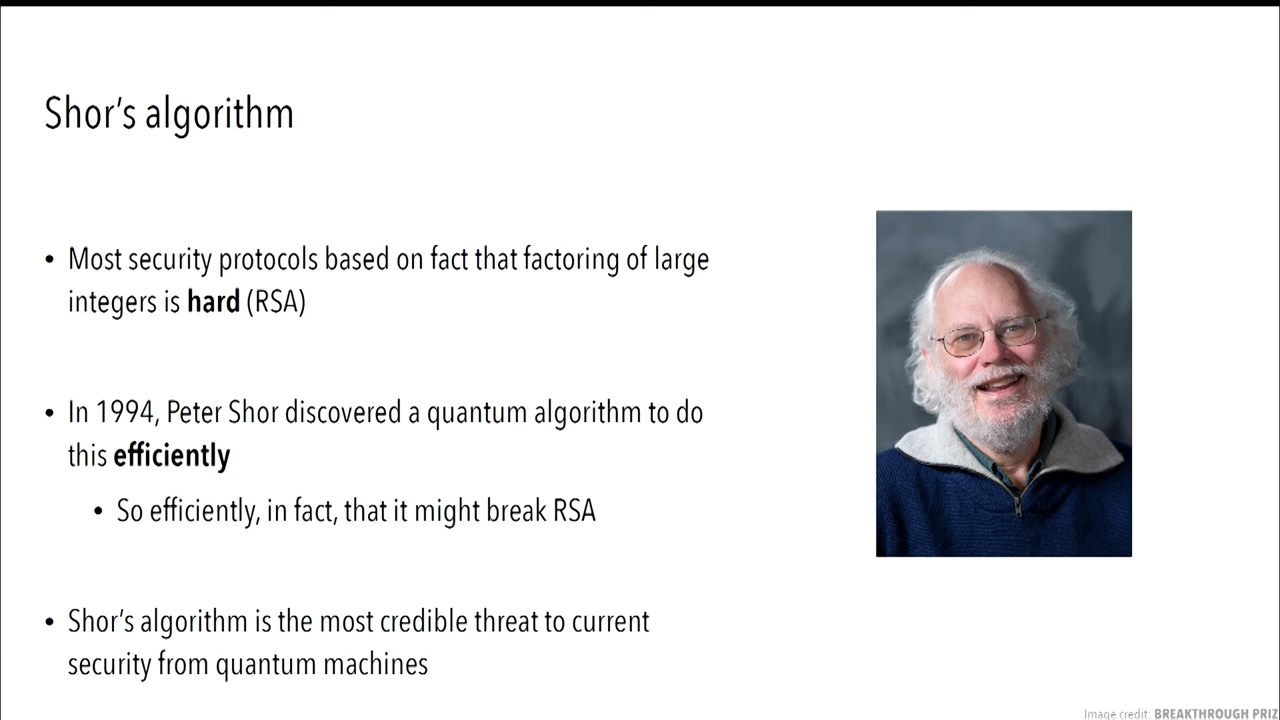 Shor's algorithm
• Most security protocols based on fact that factoring of large
integers is hard (RSA)
• In 1994, Peter Shor discovered a quantum algorithm to do
this efficiently
• So efficiently, in fact, that it might break RSA
• Shor's algorithm is the most credible threat to current
security from quantum machines
Image credit: BREAKTHROUGH PRIZ